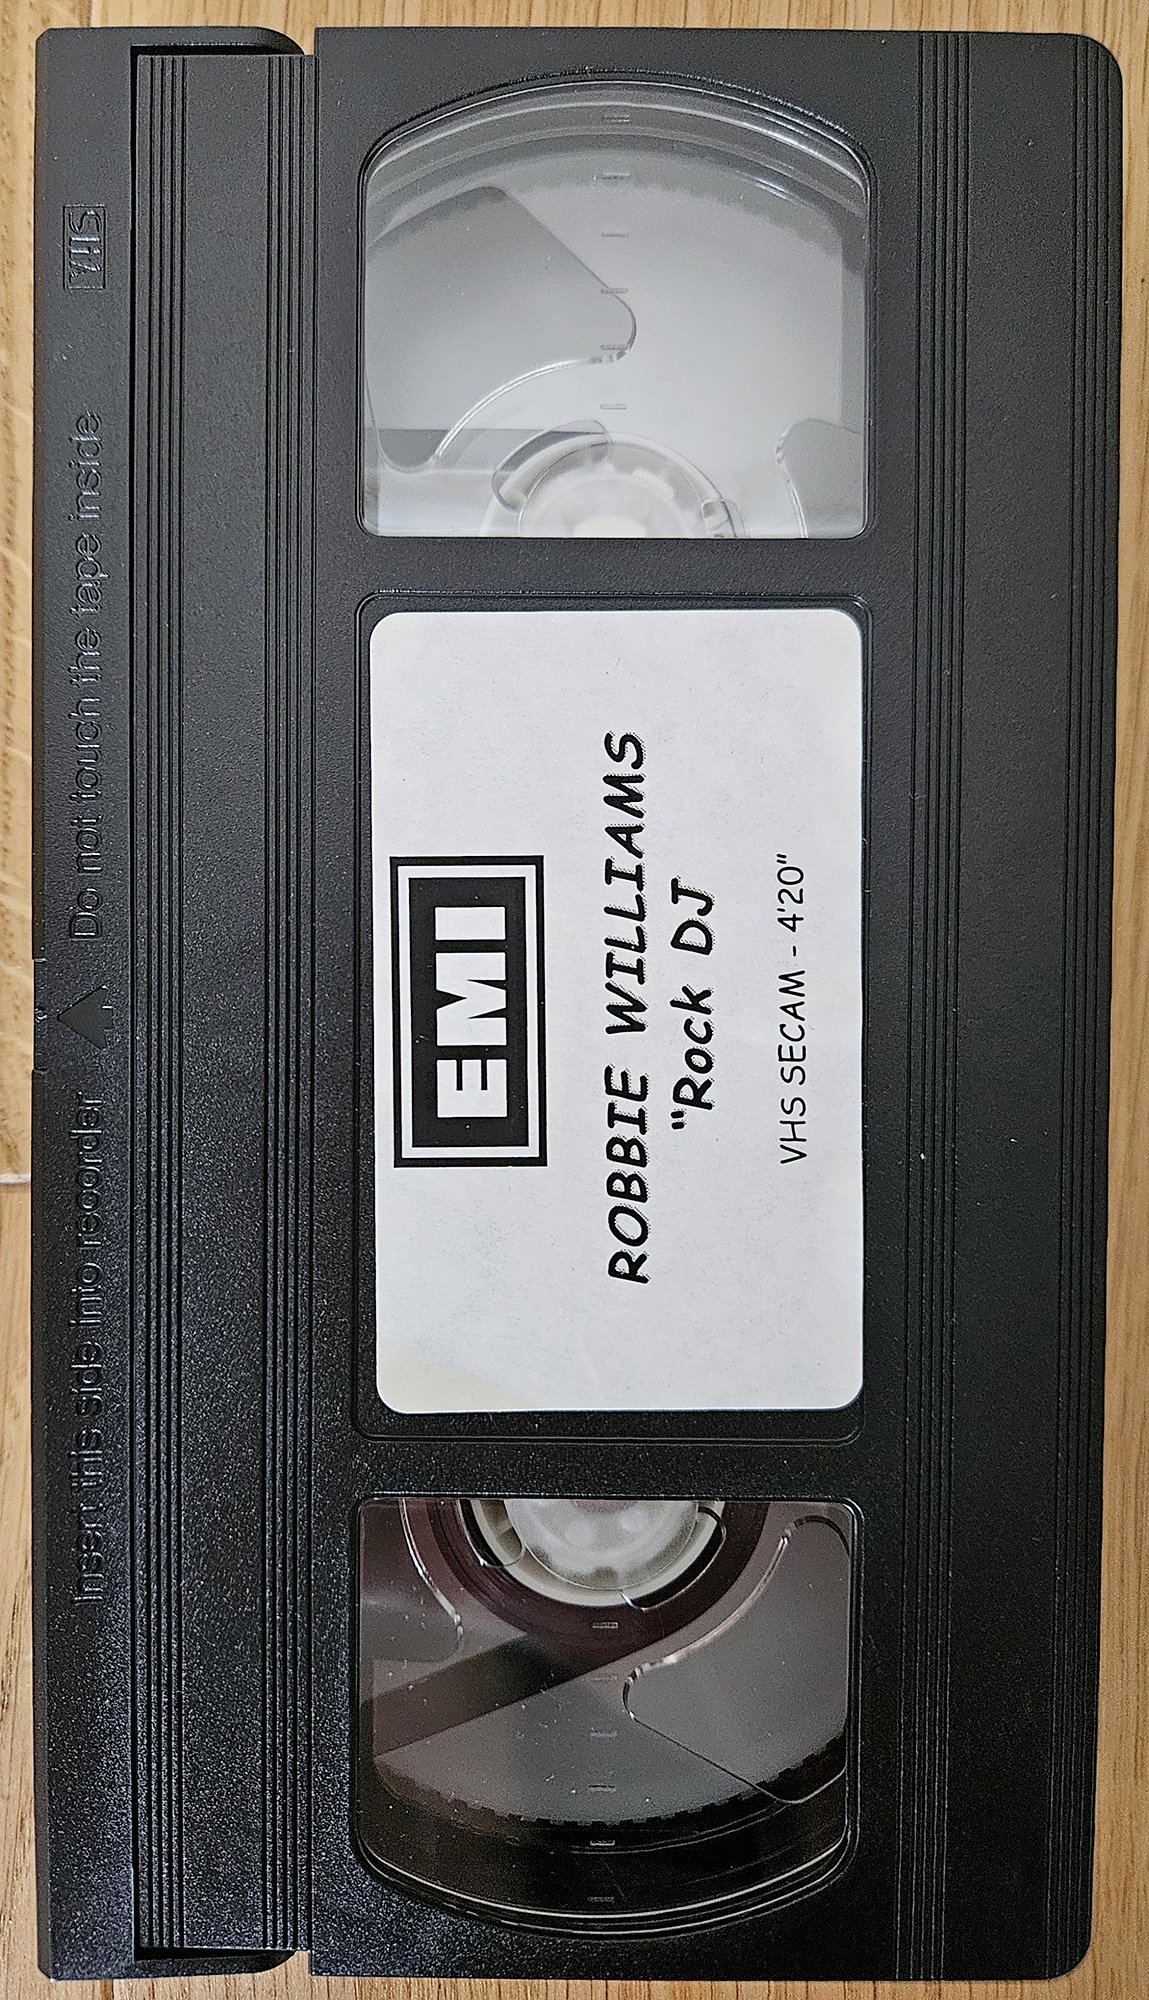 VHS
Insert this side into recorder ▲ Do not touch the tape inside
EMI
ROBBIE WILLIAMS
"Rock DJ
VHS SECAM - 4'20"